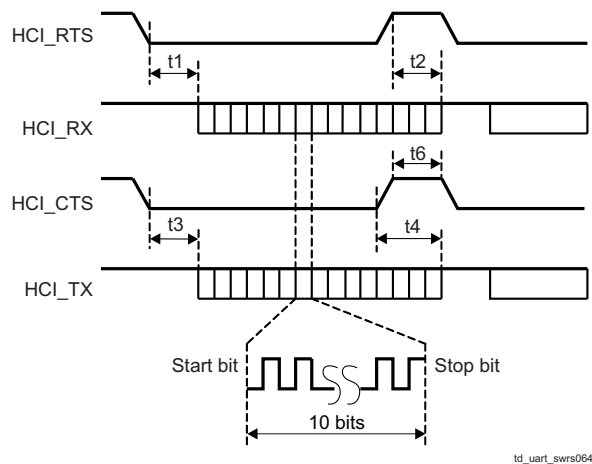 HCI_RTS
t1
t2
HCI_RX
t6
HCI_CTS
t3
t4
HCI_TX
Start bit
Stop bit
10 bits
td_uart_swrs064